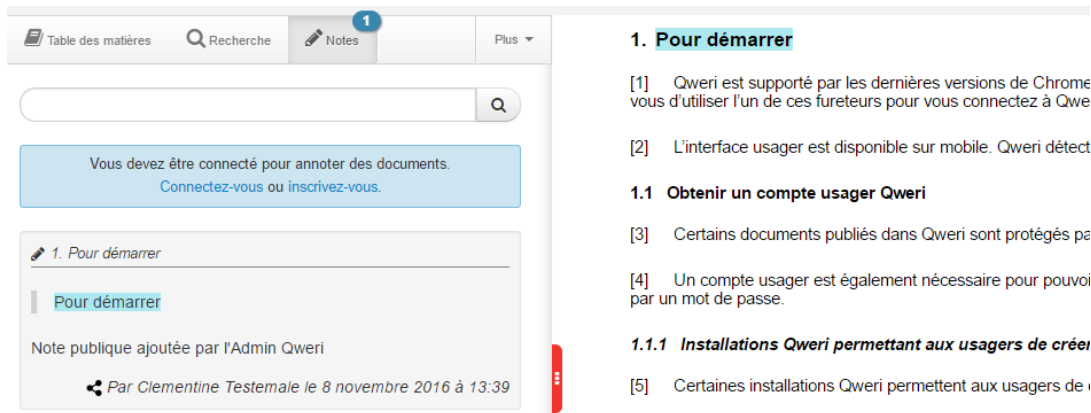 Table des matières
Recherche
Notes
1
Plus
Vous devez être connecté pour annoter des documents.
Connectez-vous ou inscrivez-vous.
1. Pour démarrer
Pour démarrer
Note publique ajoutée par l'Admin Qweri
Par Clementine Testemale le 8 novembre 2016 à 13:39
1. Pour démarrer
[1] Qweri est supporté par les dernières versions de Chrome
vous d'utiliser l'un de ces fureteurs pour vous connectez à Qwe
[2] L'interface usager est disponible sur mobile. Qweri détect
1.1 Obtenir un compte usager Qweri
[3] Certains documents publiés dans Qweri sont protégés pa
[4] Un compte usager est également nécessaire pour pouvoi
par un mot de passe.
1.1.1 Installations Qweri permettant aux usagers de créer
[5] Certaines installations Qweri permettent aux usagers de